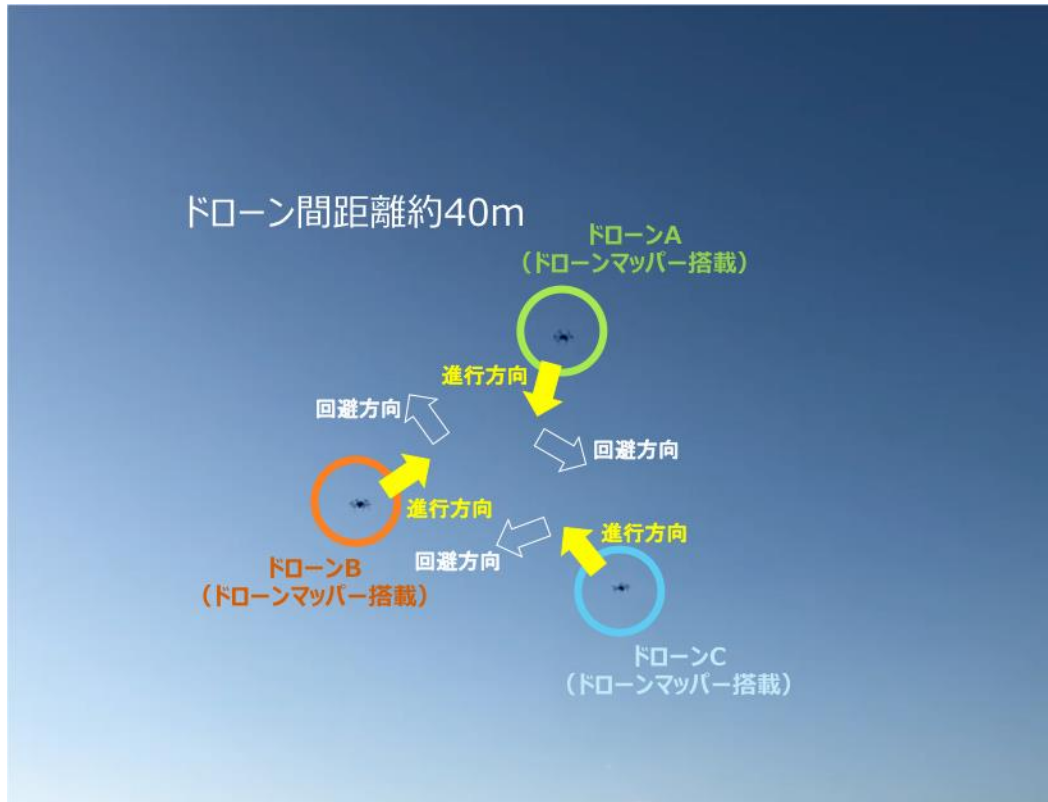 ドローン間距離約40m
ドローンA
（ドローンマッパー搭載）
進行方向
回避方向
回避方向
進行方向
進行方向
回避方向
ドローンB
（ドローンマッパー搭載）
ドローンC
（ドローンマッパー搭載）